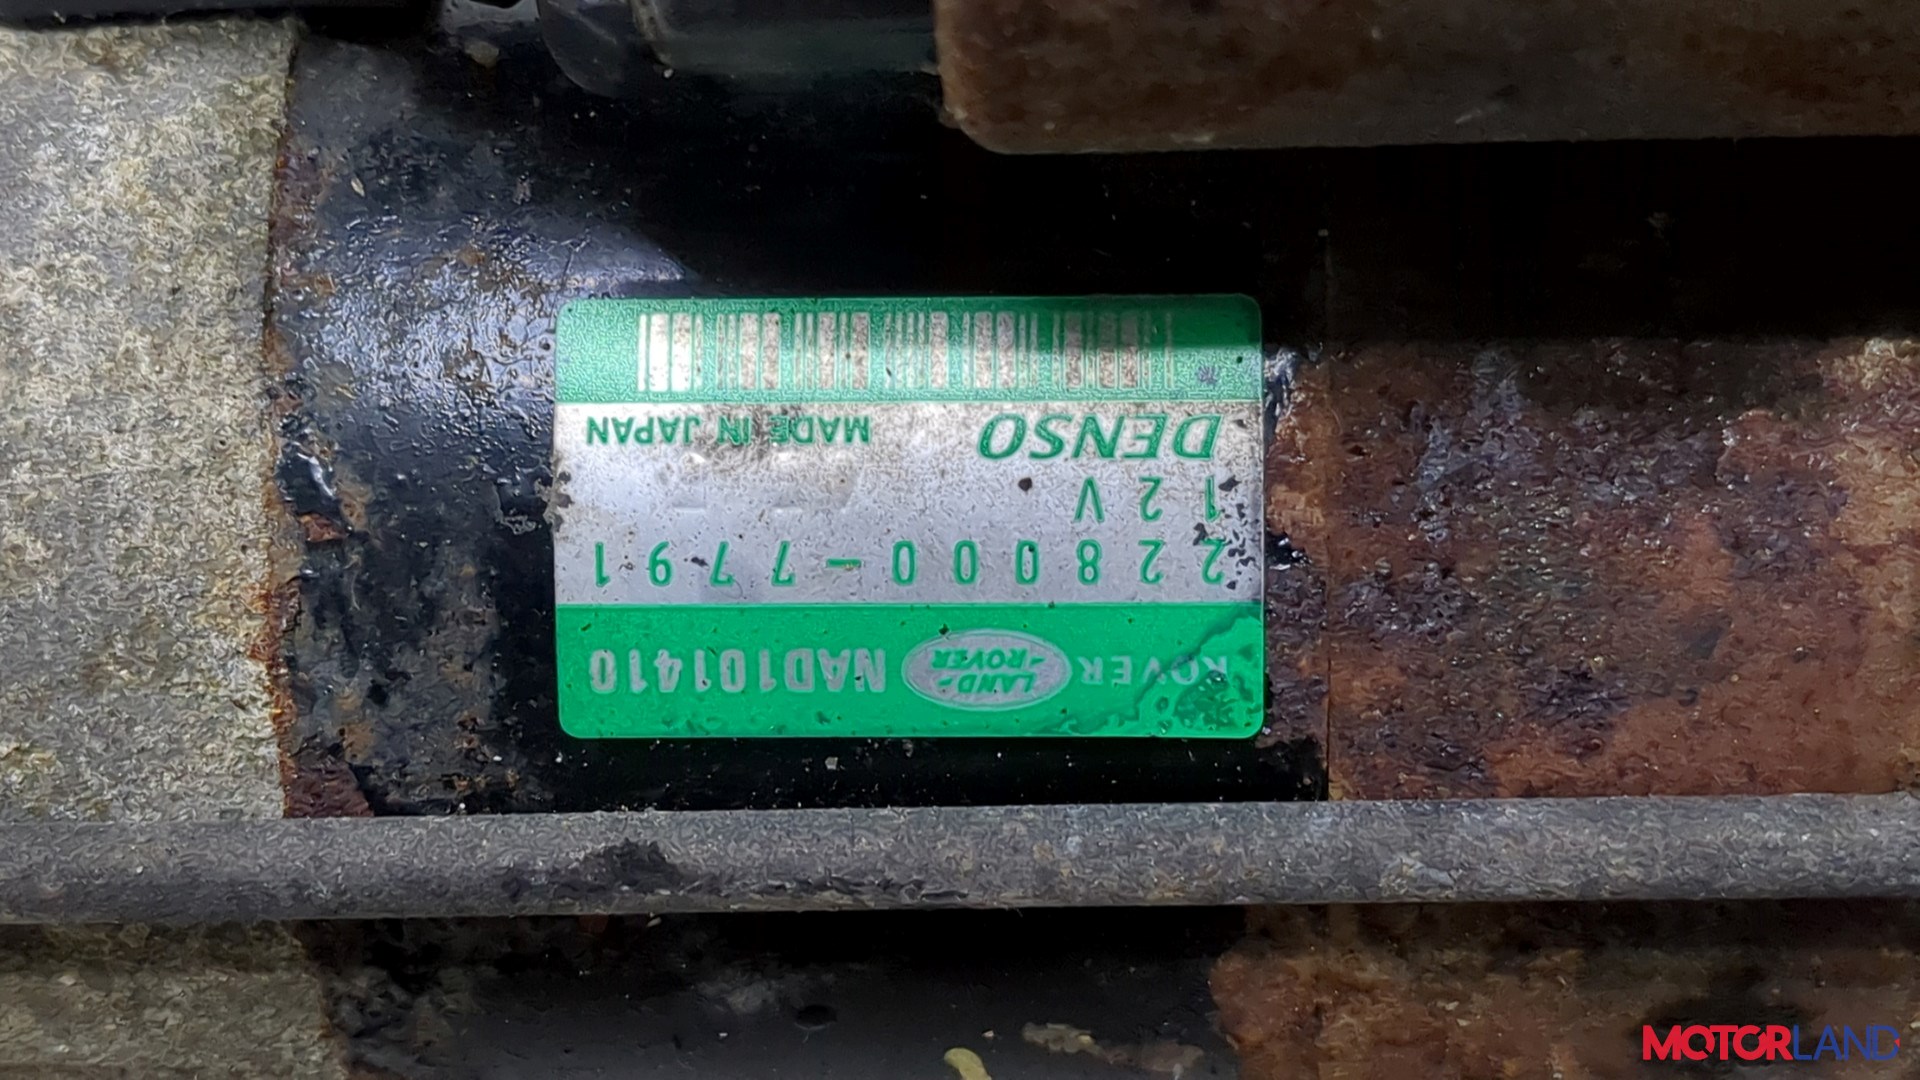 ROVER LAND-ROVER NAD101410
228000-7791
12V
DENSO MADE IN JAPAN
MOTORLAND